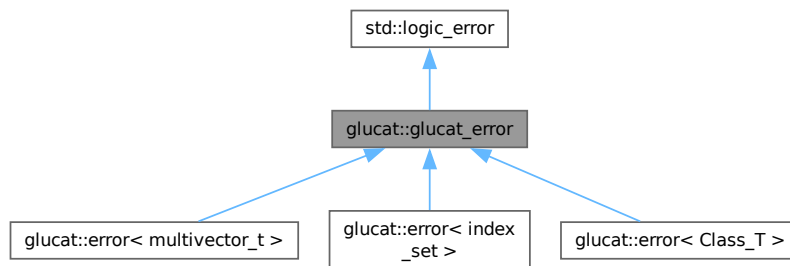 std::logic_error
glucat::glucat_error
glucat::error< multivector_t >
glucat::error< index
_set >
glucat::error< Class_T >